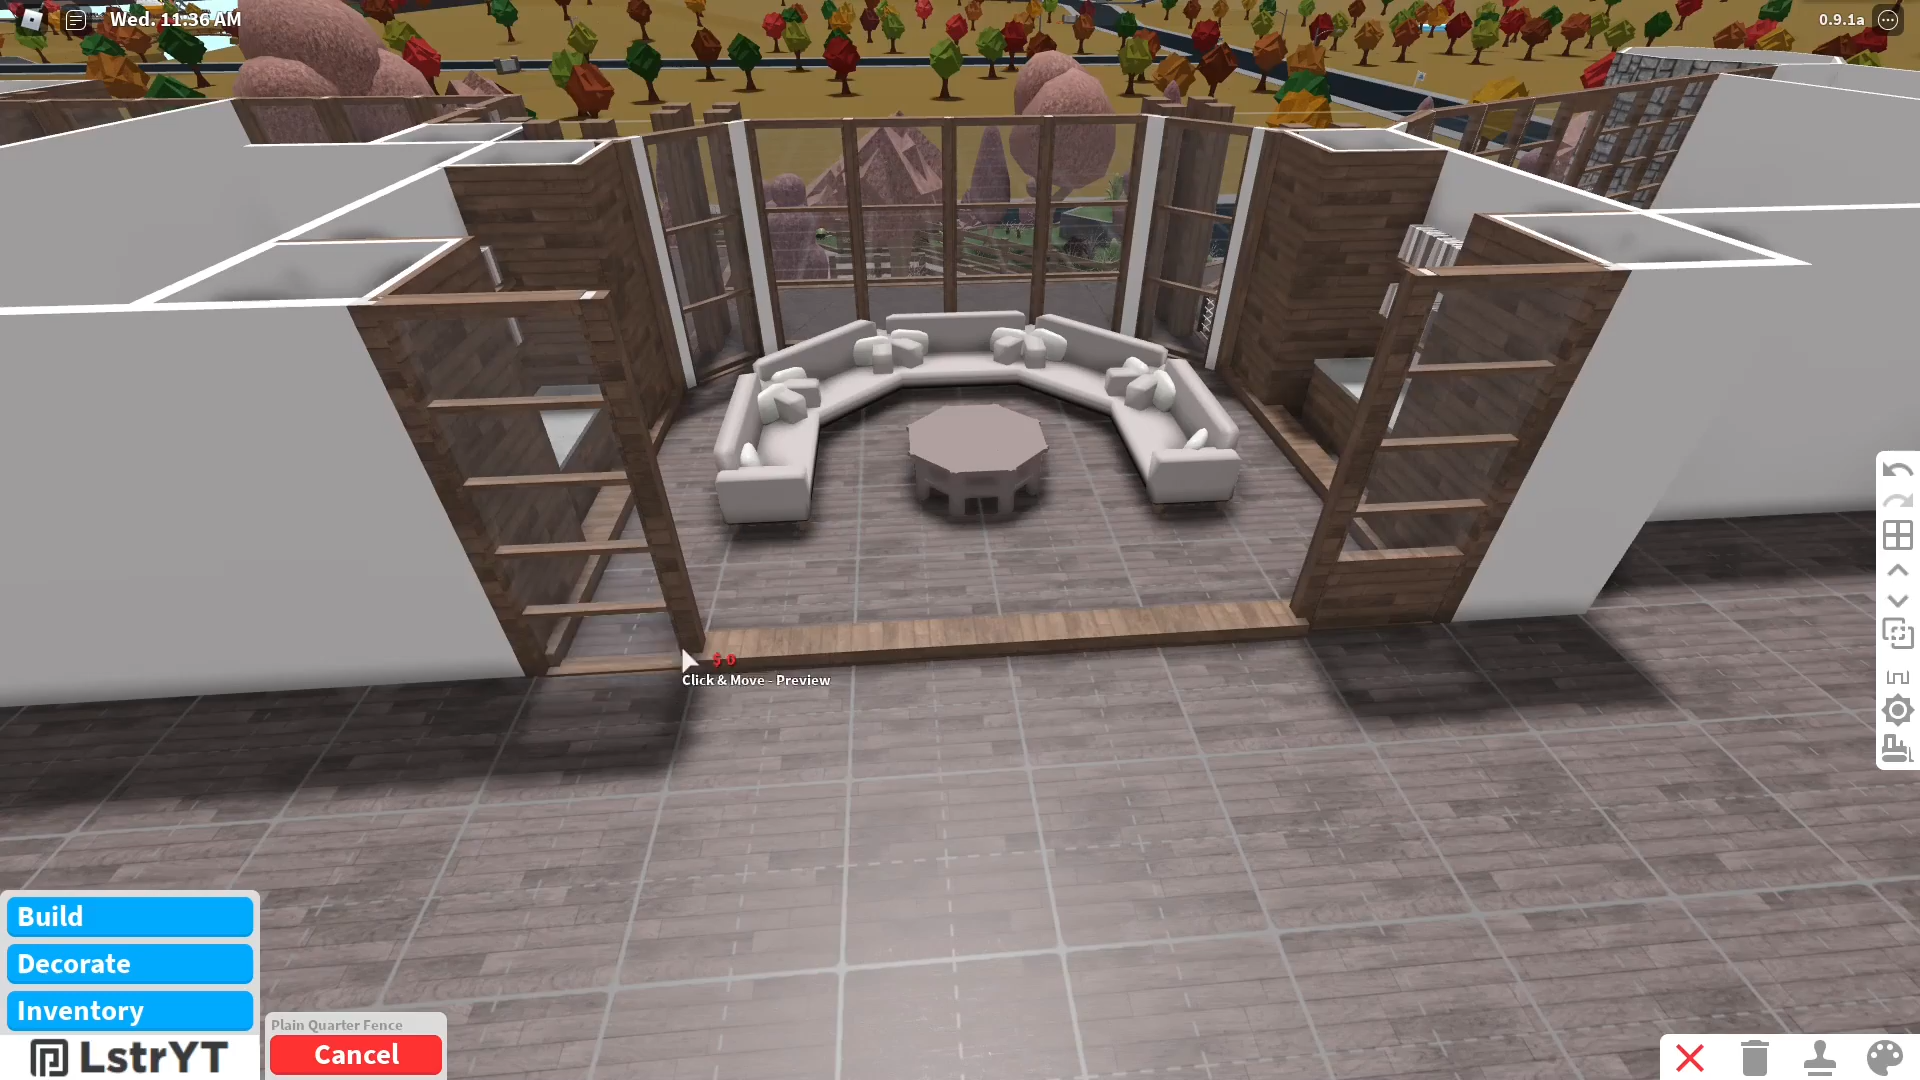 Wed. 11:36 AM
0.9.1a
$ 0
Click & Move - Preview
Build
Decorate
Inventory
LstrYT
Plain Quarter Fence
Cancel